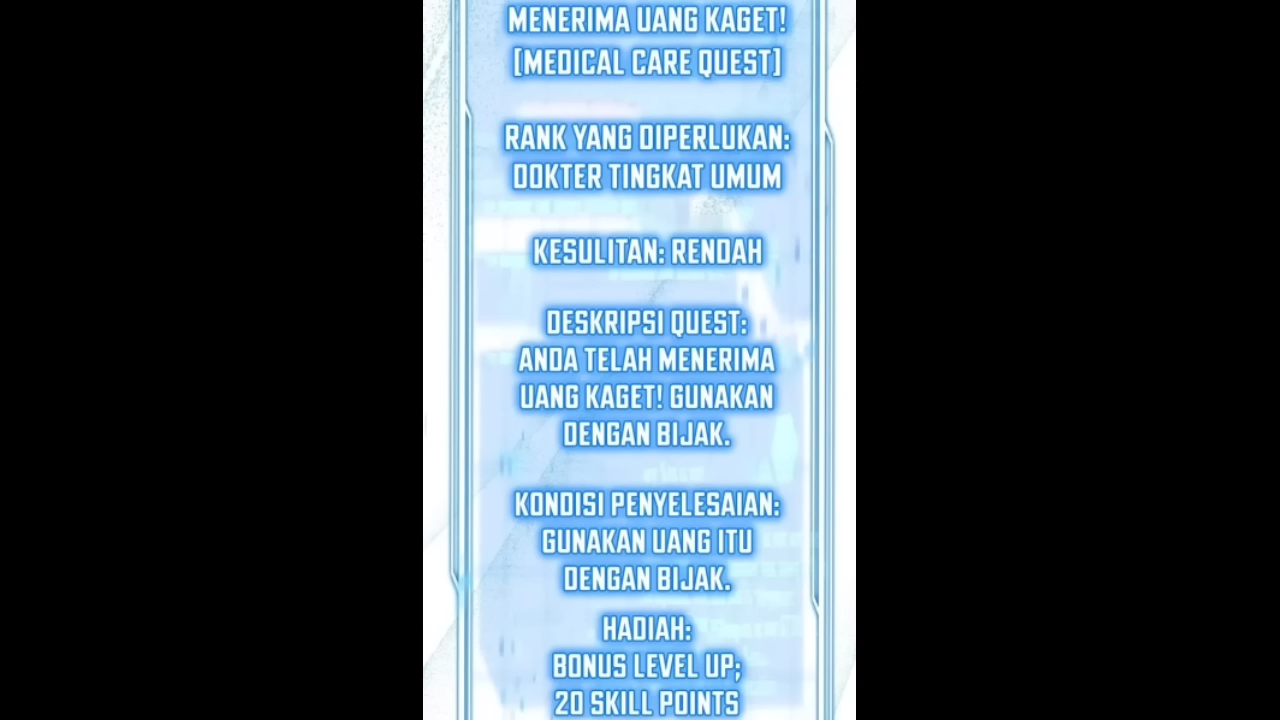 MENERIMA UANG KAGET!
[MEDICAL CARE QUEST]
RANK YANG DIPERLUKAN:
DOKTER TINGKAT UMUM
KESULITAN: RENDAH
DESKRIPSI QUEST:
ANDA TELAH MENERIMA
UANG KAGET! GUNAKAN
DENGAN BIJAK.
KONDISI PENYELESAIAN:
GUNAKAN UANG ITU
DENGAN BIJAK.
HADIAH:
BONUS LEVEL UP;
20 SKILL POINTS